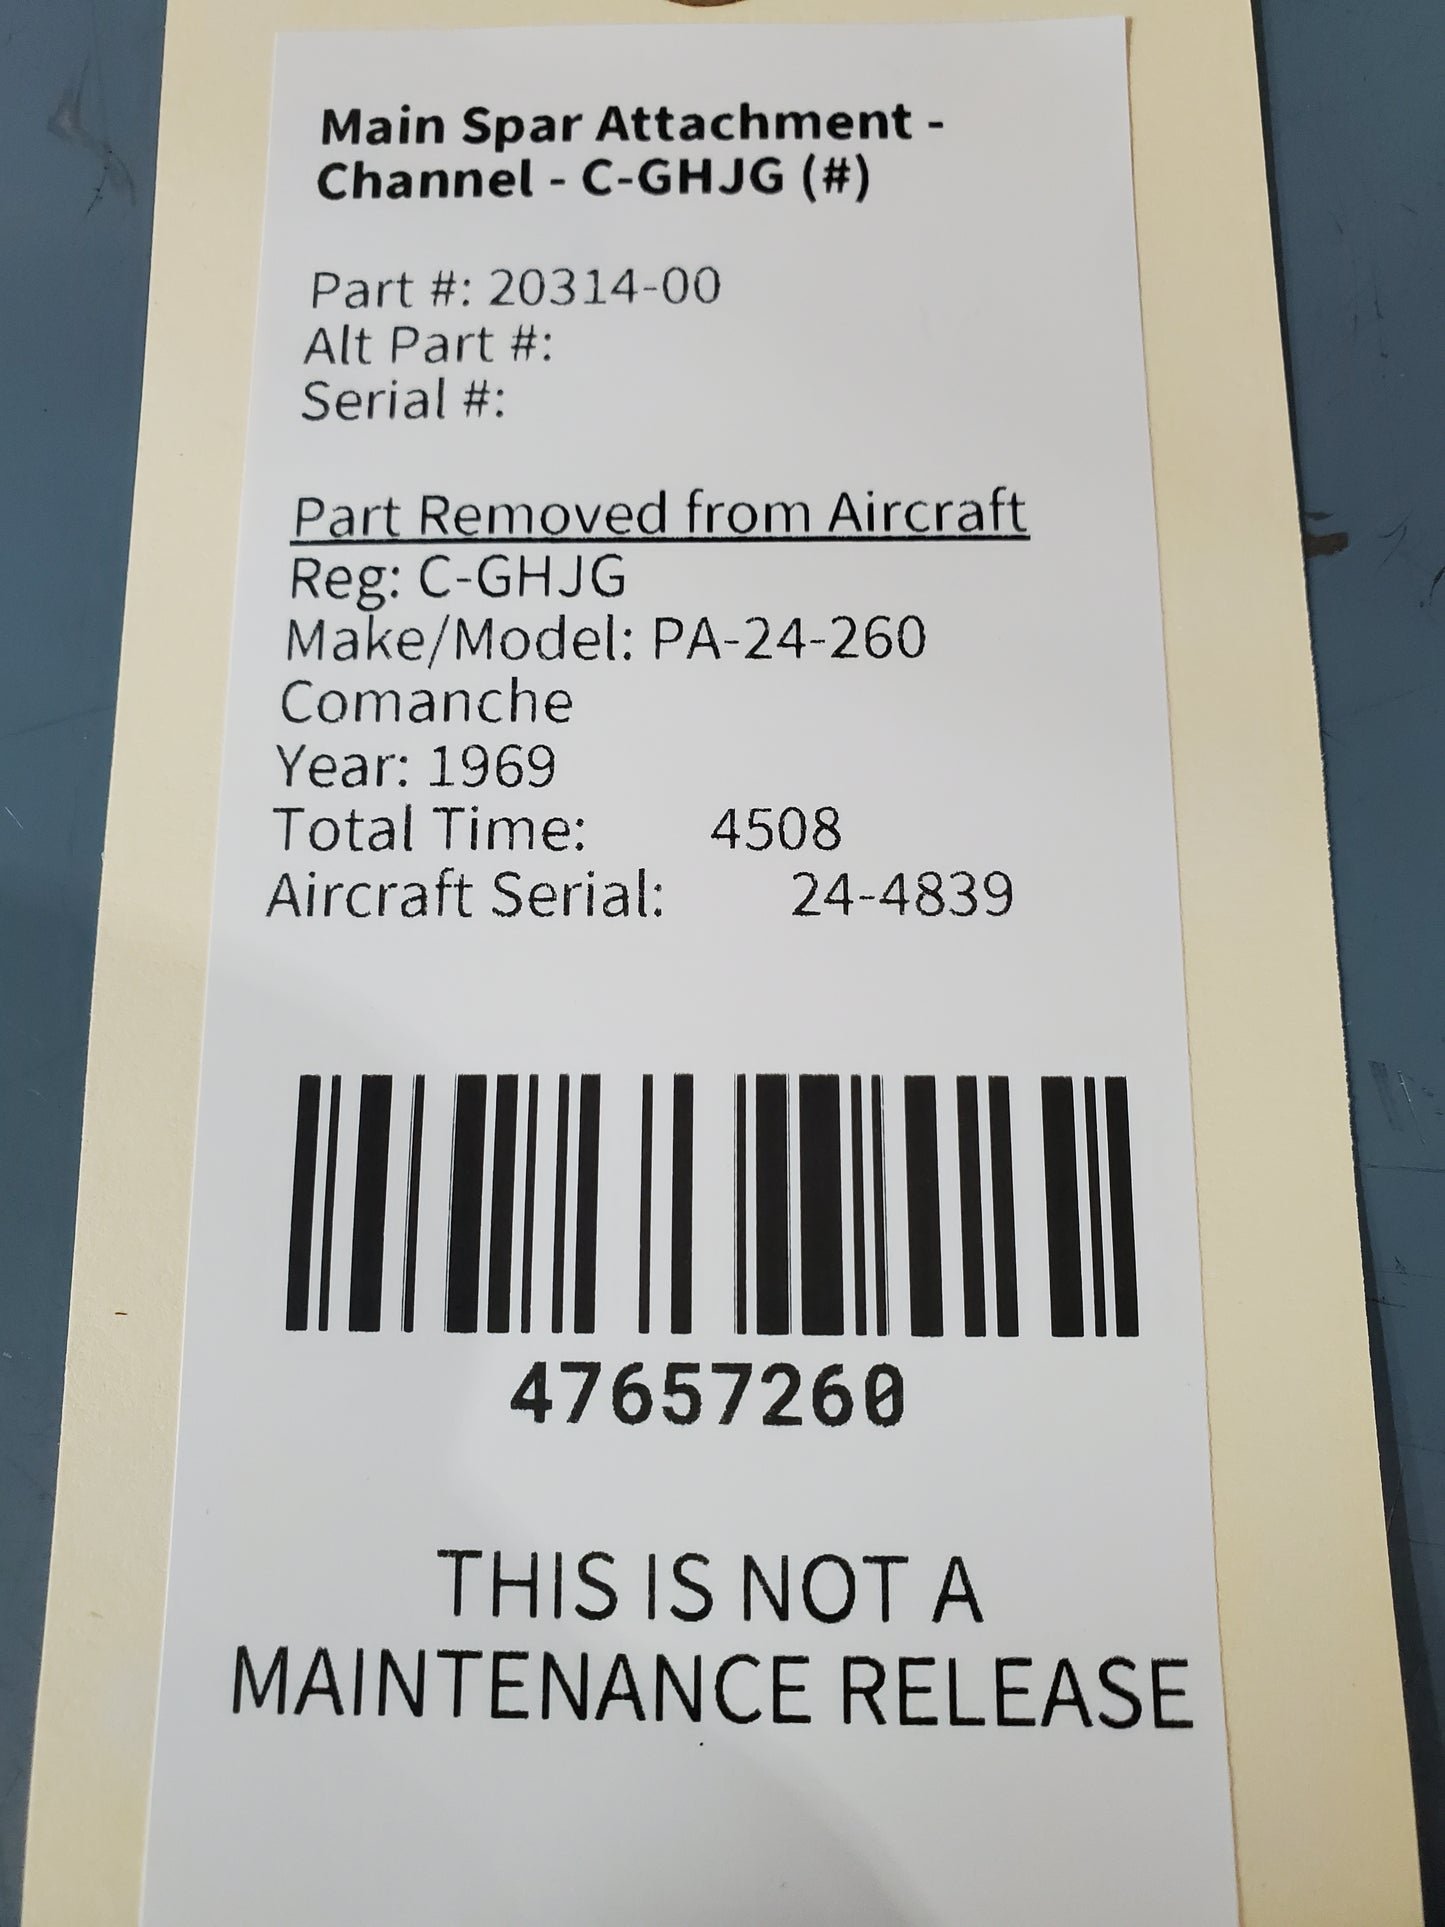 Main Spar Attachment -
Channel - C-GHJG (#)
Part #: 20314-00
Alt Part #:
Serial #:
Part Removed from Aircraft
Reg: C-GHJG
Make/Model: PA-24-260
Comanche
Year: 1969
Total Time: 4508
Aircraft Serial: 24-4839
47657260
THIS IS NOT A
MAINTENANCE RELEASE